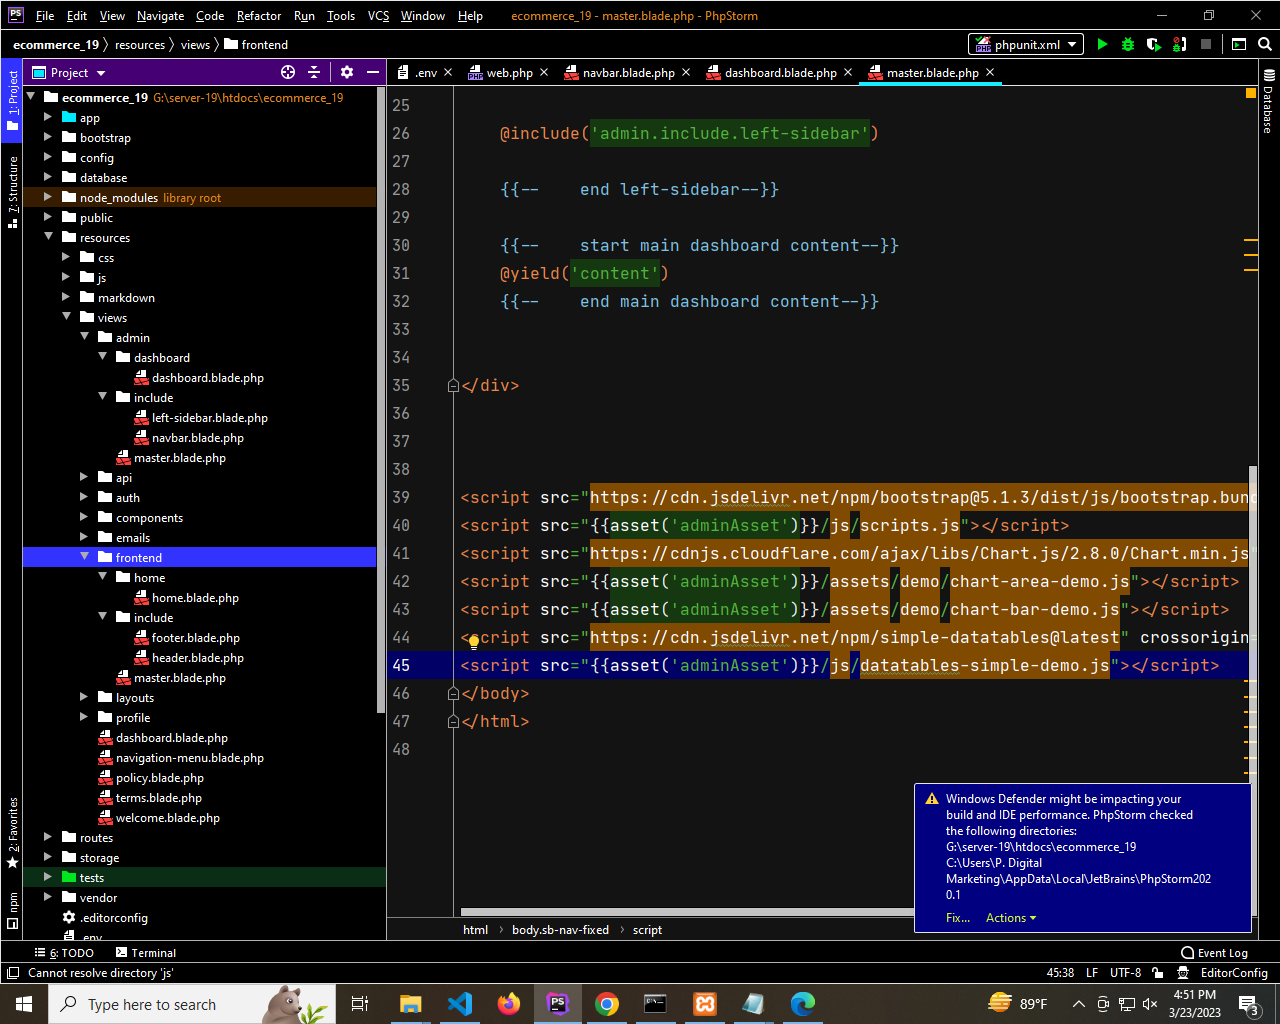 PS File Edit View Navigate Code Refactor Run Tools VCS Window Help ecommerce_19 - master.blade.php - PhpStorm
ecommerce_19 resources views frontend phpunit.xml
1: Project
7: Structure
2: Favorites
npm
Database
Project
ecommerce_19 G:\server-19\htdocs\ecommerce_19
app
bootstrap
config
database
node_modules library root
public
resources
css
js
markdown
views
admin
dashboard
dashboard.blade.php
include
left-sidebar.blade.php
navbar.blade.php
master.blade.php
api
auth
components
emails
frontend
home
home.blade.php
include
footer.blade.php
header.blade.php
master.blade.php
layouts
profile
dashboard.blade.php
navigation-menu.blade.php
policy.blade.php
terms.blade.php
welcome.blade.php
routes
storage
tests
vendor
.editorconfig
.env
.env web.php navbar.blade.php dashboard.blade.php master.blade.php
25
26 @include('admin.include.left-sidebar')
27
28 {{-- end left-sidebar--}}
29
30 {{-- start main dashboard content--}}
31 @yield('content')
32 {{-- end main dashboard content--}}
33
34
35 </div>
36
37
38
39 <script src="https://cdn.jsdelivr.net/npm/bootstrap@5.1.3/dist/js/bootstrap.bund
40 <script src="{{asset('adminAsset')}}/js/scripts.js"></script>
41 <script src="https://cdnjs.cloudflare.com/ajax/libs/Chart.js/2.8.0/Chart.min.js"
42 <script src="{{asset('adminAsset')}}/assets/demo/chart-area-demo.js"></script>
43 <script src="{{asset('adminAsset')}}/assets/demo/chart-bar-demo.js"></script>
44 <script src="https://cdn.jsdelivr.net/npm/simple-datatables@latest" crossorigin=
45 <script src="{{asset('adminAsset')}}/js/datatables-simple-demo.js"></script>
46 </body>
47 </html>
48
Windows Defender might be impacting your
build and IDE performance. PhpStorm checked
the following directories:
G:\server-19\htdocs\ecommerce_19
C:\Users\P. Digital
Marketing\AppData\Local\JetBrains\PhpStorm202
0.1
Fix... Actions
html body.sb-nav-fixed script
6: TODO Terminal Event Log
Cannot resolve directory 'js' 45:38 LF UTF-8 EditorConfig
Type here to search PS 89°F 4:51 PM
3/23/2023 3